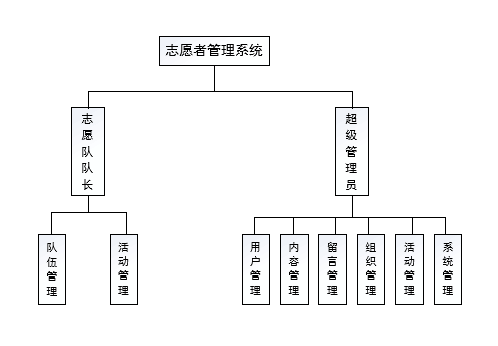 志愿者管理系统
志愿队队长
超级管理员
队伍管理
活动管理
用户管理
内容管理
留言管理
组织管理
活动管理
系统管理